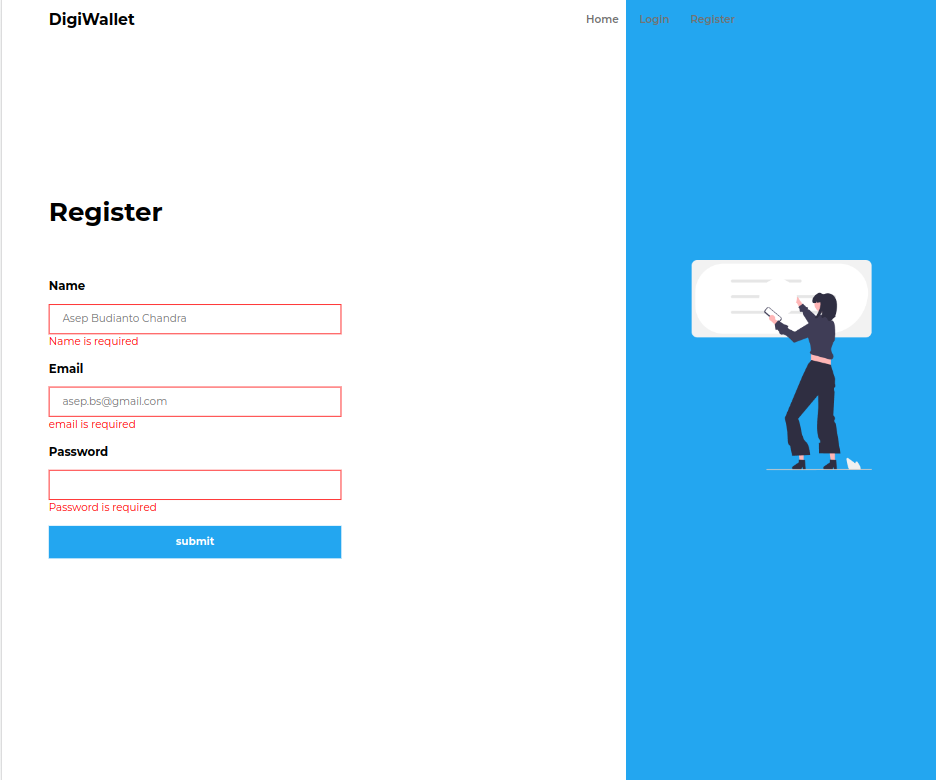 DigiWallet
Home Login Register
Register
Name
Asep Budianto Chandra
Name is required
Email
asep.bs@gmail.com
email is required
Password
Password is required
submit